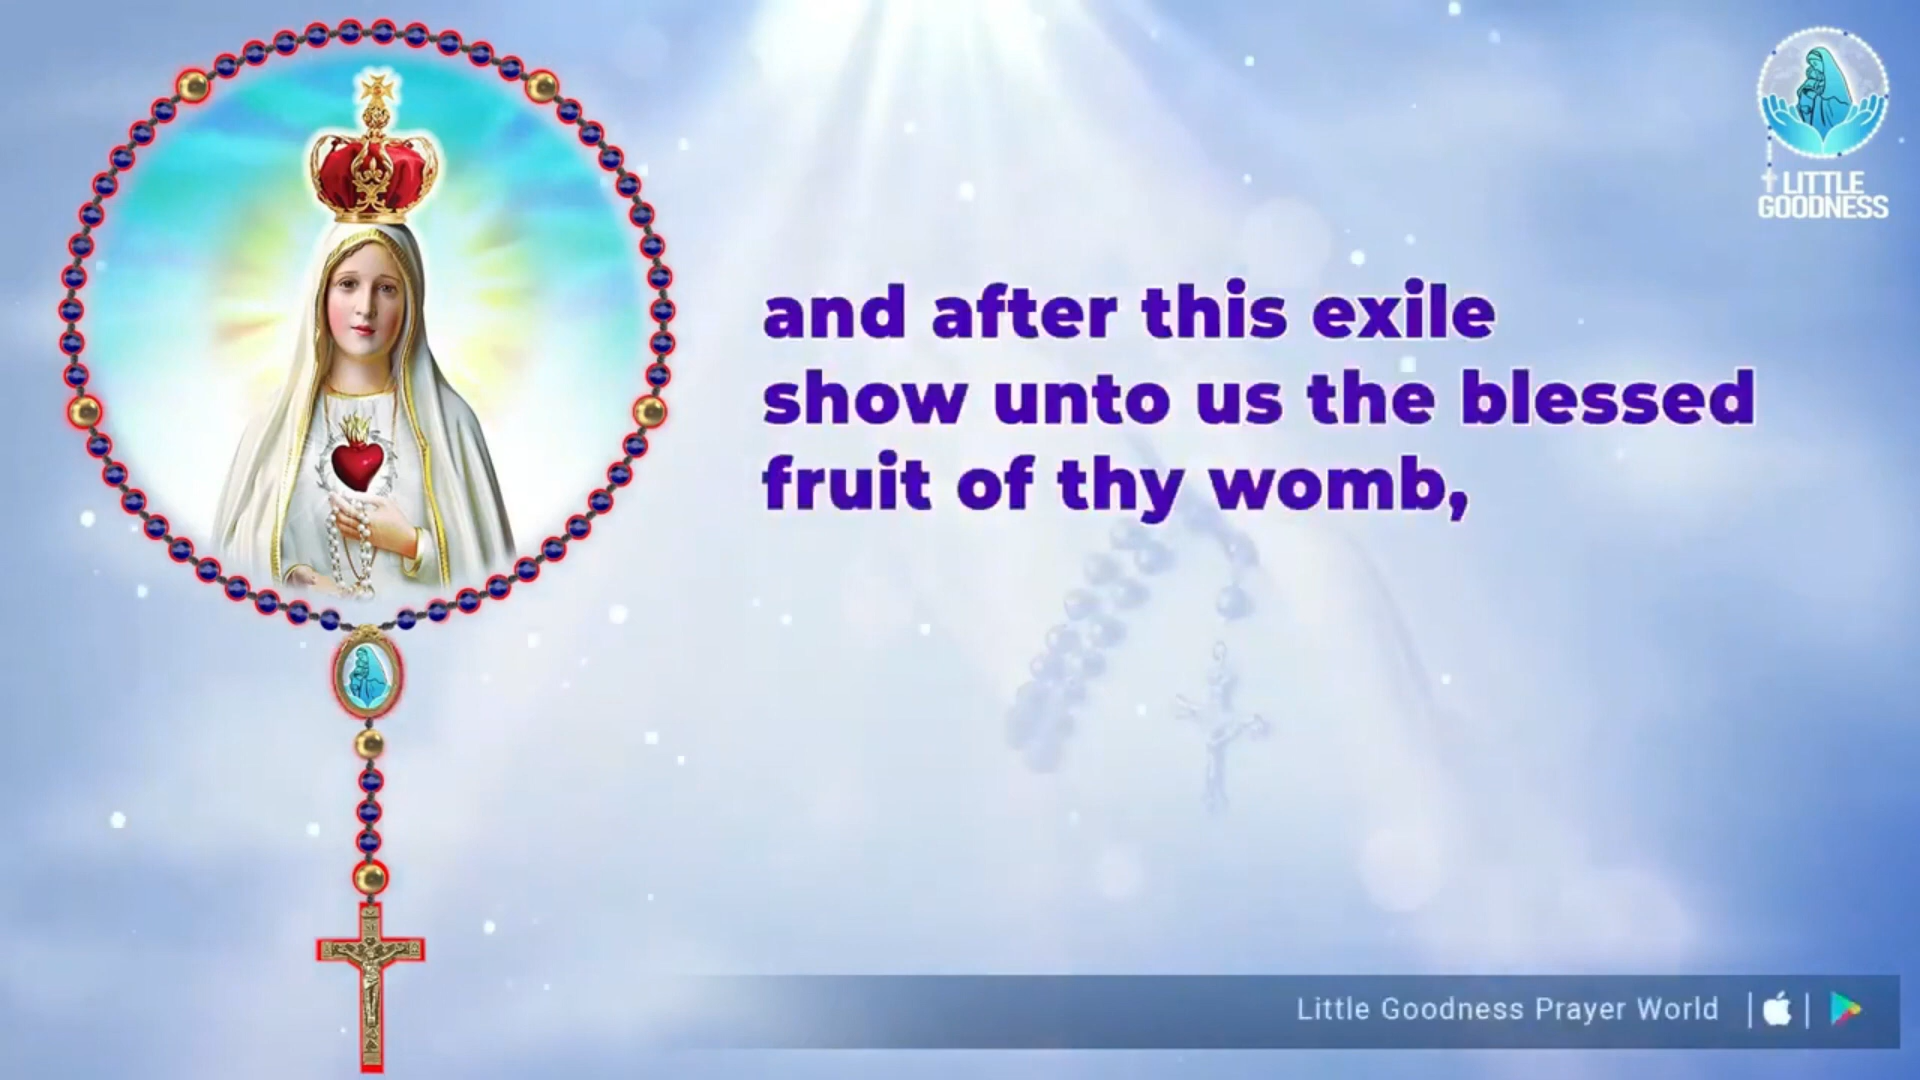 LITTLE
GOODNESS
and after this exile
show unto us the blessed
fruit of thy womb,
Little Goodness Prayer World